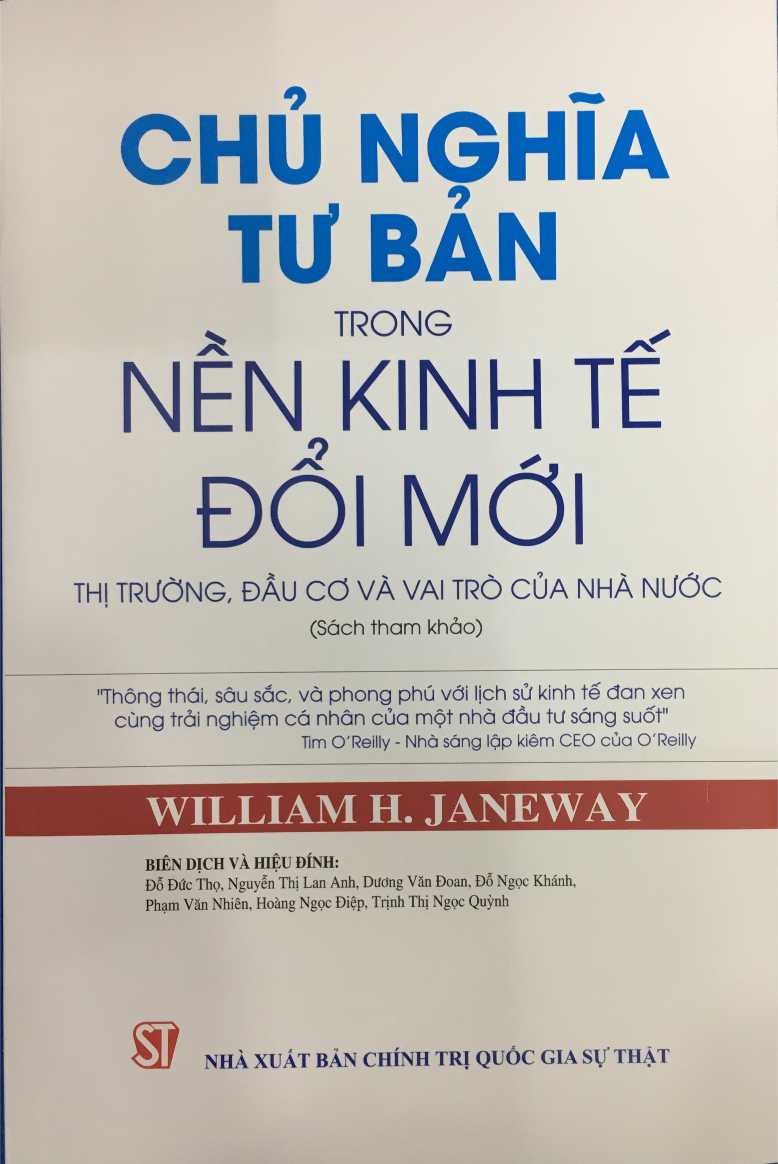 CHỦ NGHĨA
TƯ BẢN
TRONG
NỀN KINH TẾ
ĐỔI MỚI
THỊ TRƯỜNG, ĐẦU CƠ VÀ VAI TRÒ CỦA NHÀ NƯỚC
(Sách tham khảo)
"Thông thái, sâu sắc, và phong phú với lịch sử kinh tế đan xen
cùng trải nghiệm cá nhân của một nhà đầu tư sáng suốt"
Tim O'Reilly - Nhà sáng lập kiêm CEO của O'Reilly
WILLIAM H. JANEWAY
BIÊN DỊCH VÀ HIỆU ĐÍNH:
Đỗ Đức Thọ, Nguyễn Thị Lan Anh, Dương Văn Đoan, Đỗ Ngọc Khánh,
Phạm Văn Nhiên, Hoàng Ngọc Điệp, Trịnh Thị Ngọc Quỳnh
ST
NHÀ XUẤT BẢN CHÍNH TRỊ QUỐC GIA SỰ THẬT